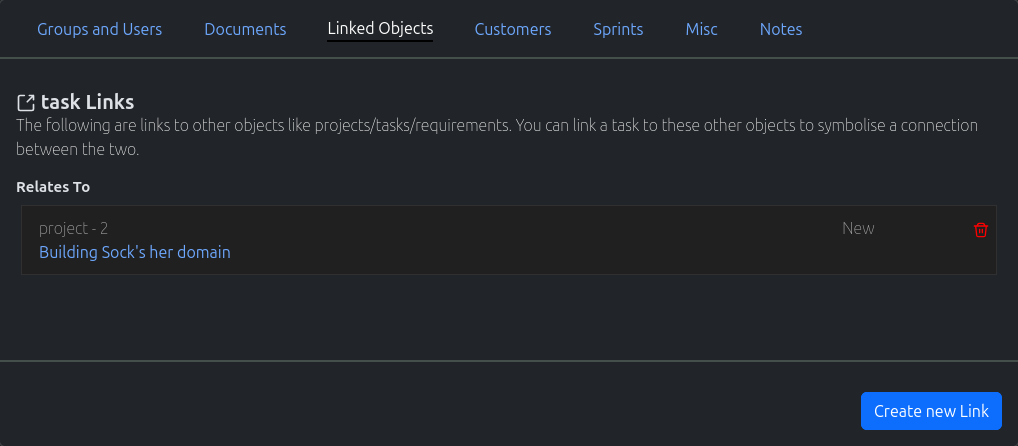 Groups and Users Documents Linked Objects Customers Sprints Misc Notes
task Links
The following are links to other objects like projects/tasks/requirements. You can link a task to these other objects to symbolise a connection
between the two.
Relates To
project - 2 New
Building Sock's her domain
Create new Link